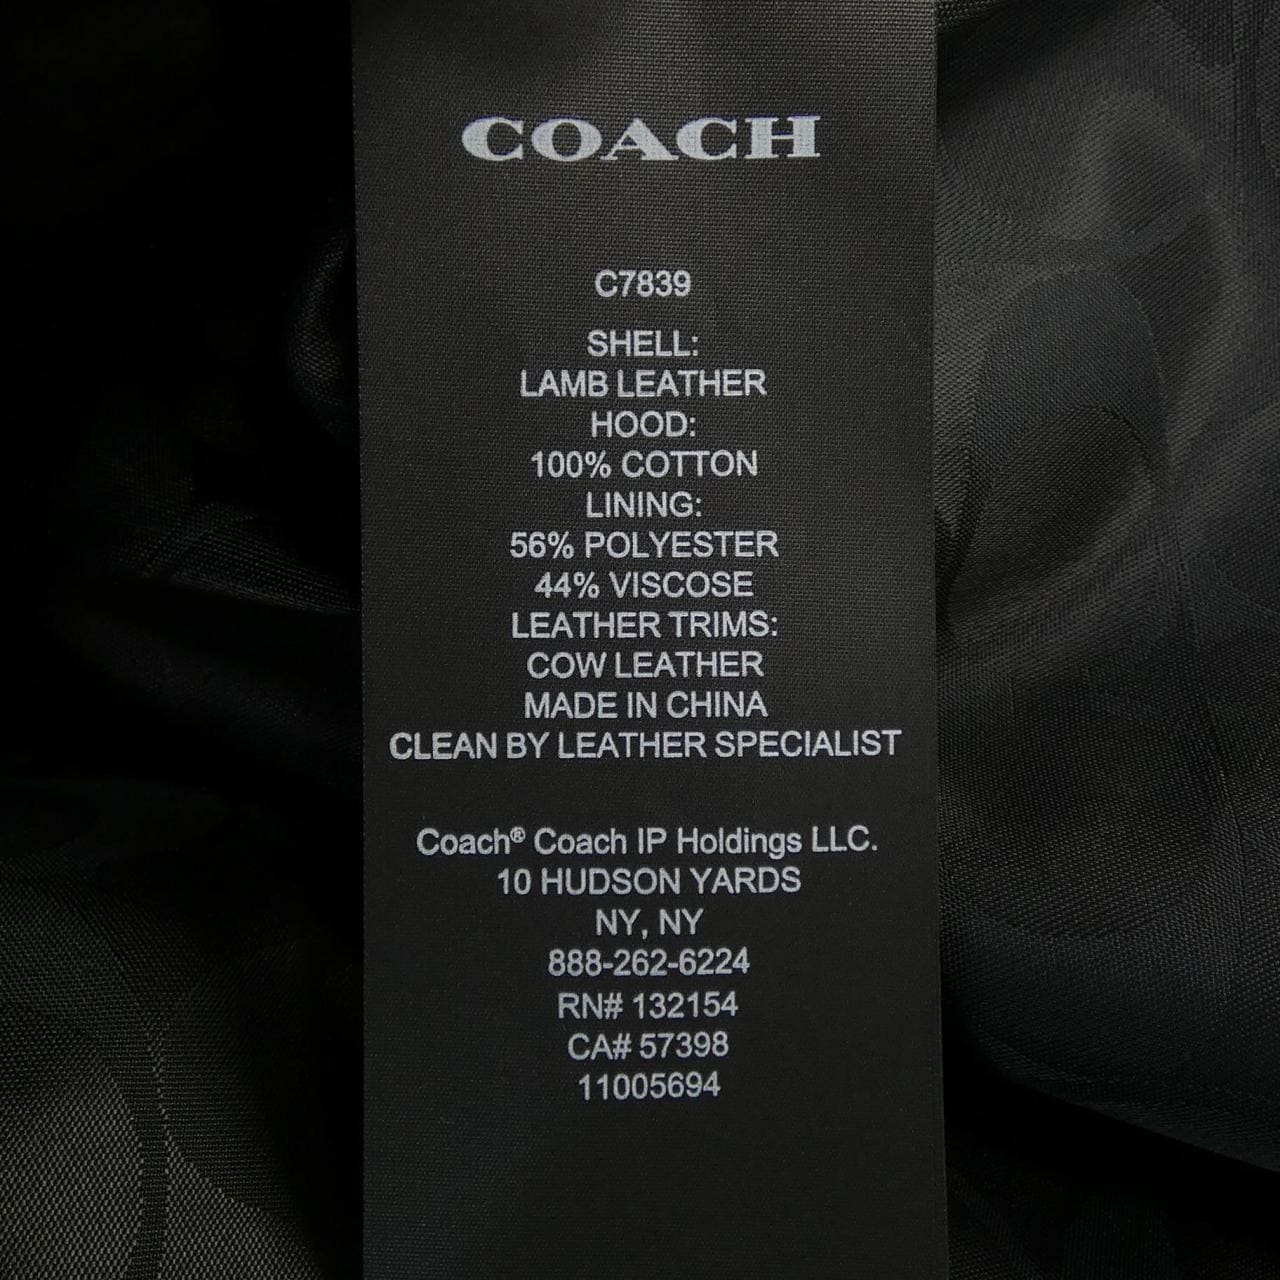 COACH
C7839
SHELL:
LAMB LEATHER
HOOD:
100% COTTON
LINING:
56% POLYESTER
44% VISCOSE
LEATHER TRIMS:
COW LEATHER
MADE IN CHINA
CLEAN BY LEATHER SPECIALIST
Coach® Coach IP Holdings LLC.
10 HUDSON YARDS
NY, NY
888-262-6224
RN# 132154
CA# 57398
11005694